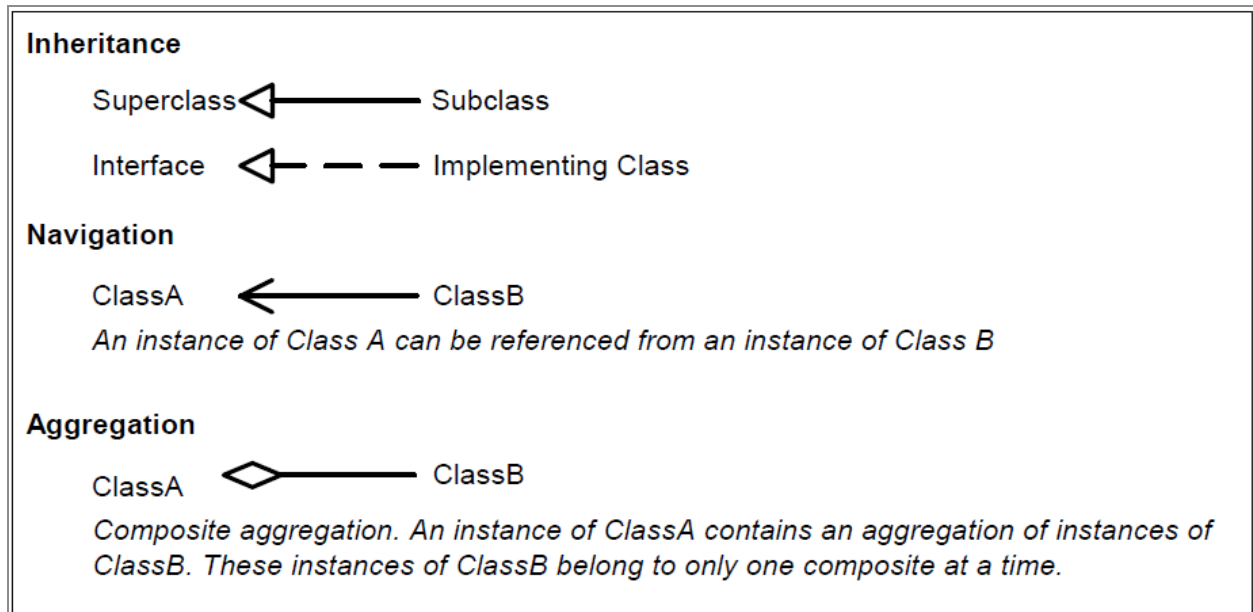 Inheritance
Superclass Subclass
Interface Implementing Class
Navigation
ClassA ClassB
An instance of Class A can be referenced from an instance of Class B
Aggregation
ClassA ClassB
Composite aggregation. An instance of ClassA contains an aggregation of instances of
ClassB. These instances of ClassB belong to only one composite at a time.